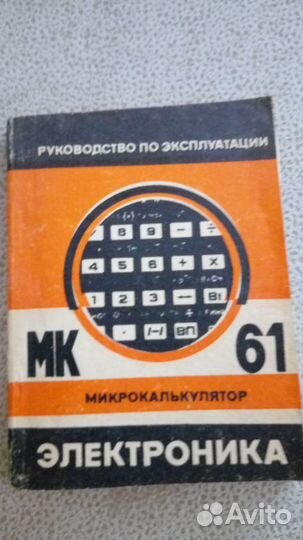 РУКОВОДСТВО ПО ЭКСПЛУАТАЦИИ
8 9 − ÷
4 5 6 + ×
1 2 3 В↑
· /−/ ВП
МК 61
МИКРОКАЛЬКУЛЯТОР
ЭЛЕКТРОНИКА
Avito